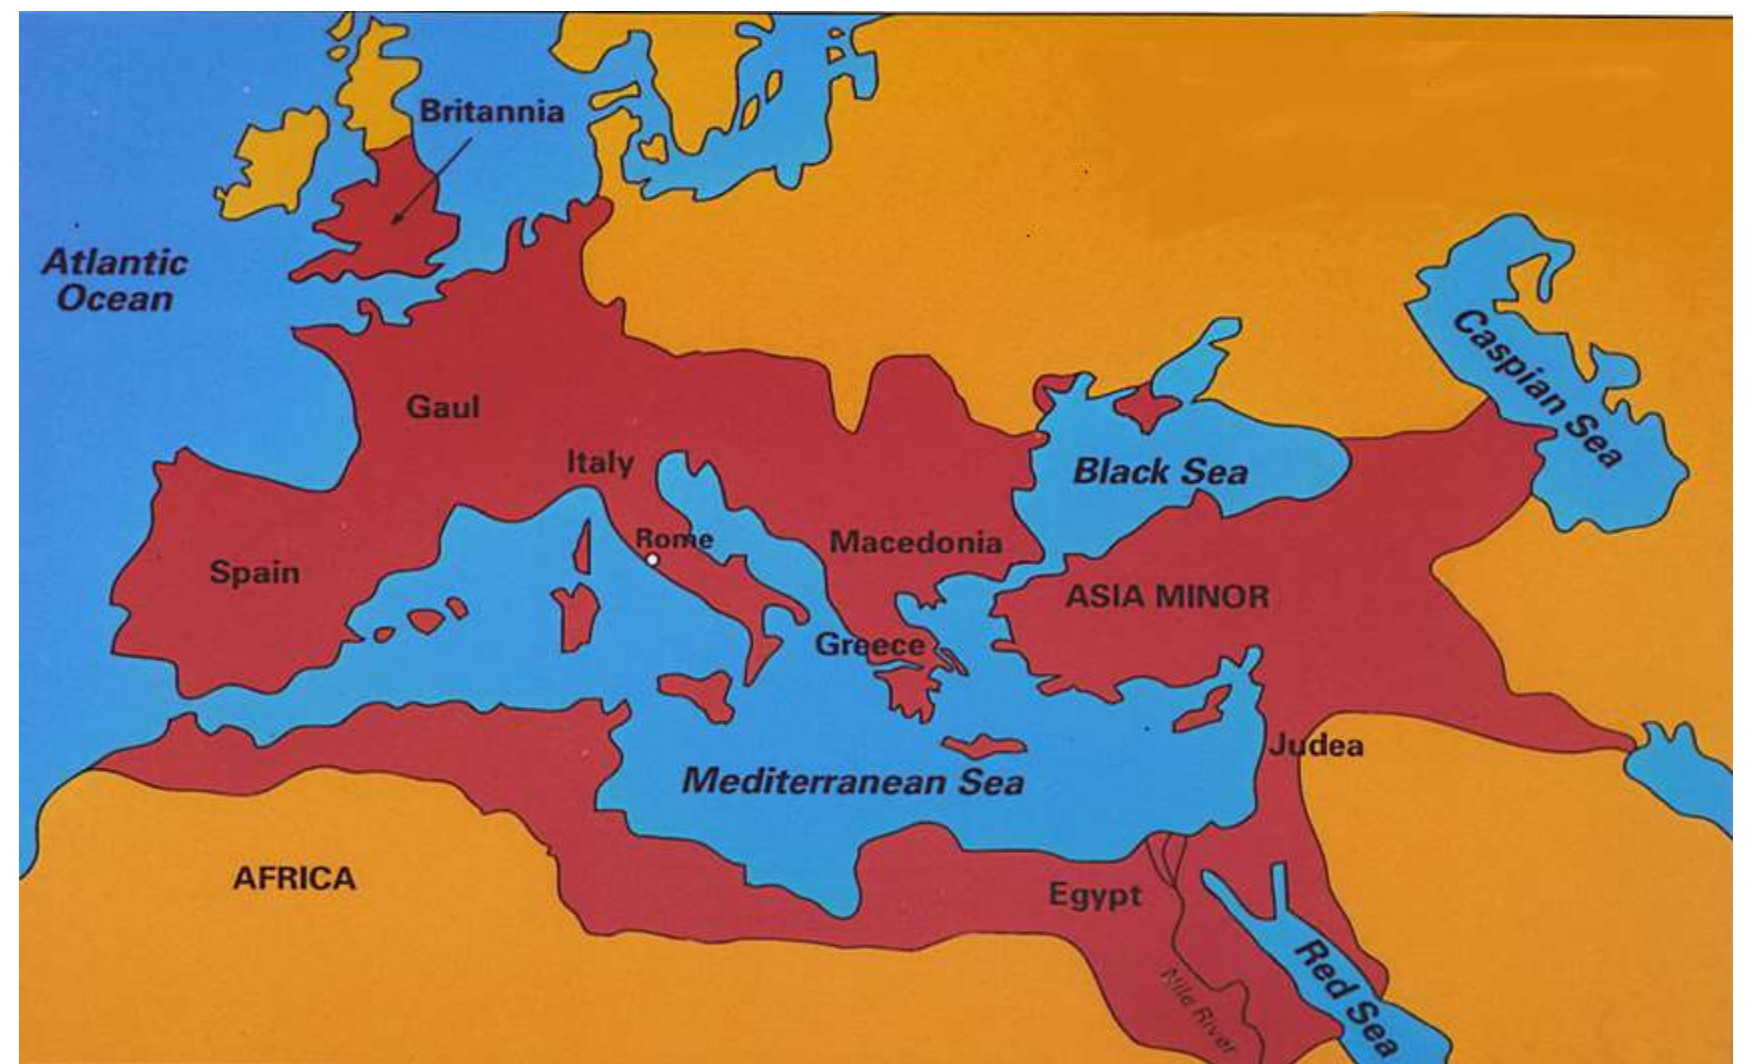 Britannia
Atlantic
Ocean
Caspian Sea
Gaul
Italy
Black Sea
Rome
Macedonia
Spain
ASIA MINOR
Greece
Judea
Mediterranean Sea
AFRICA
Egypt
Red Sea
Nile River